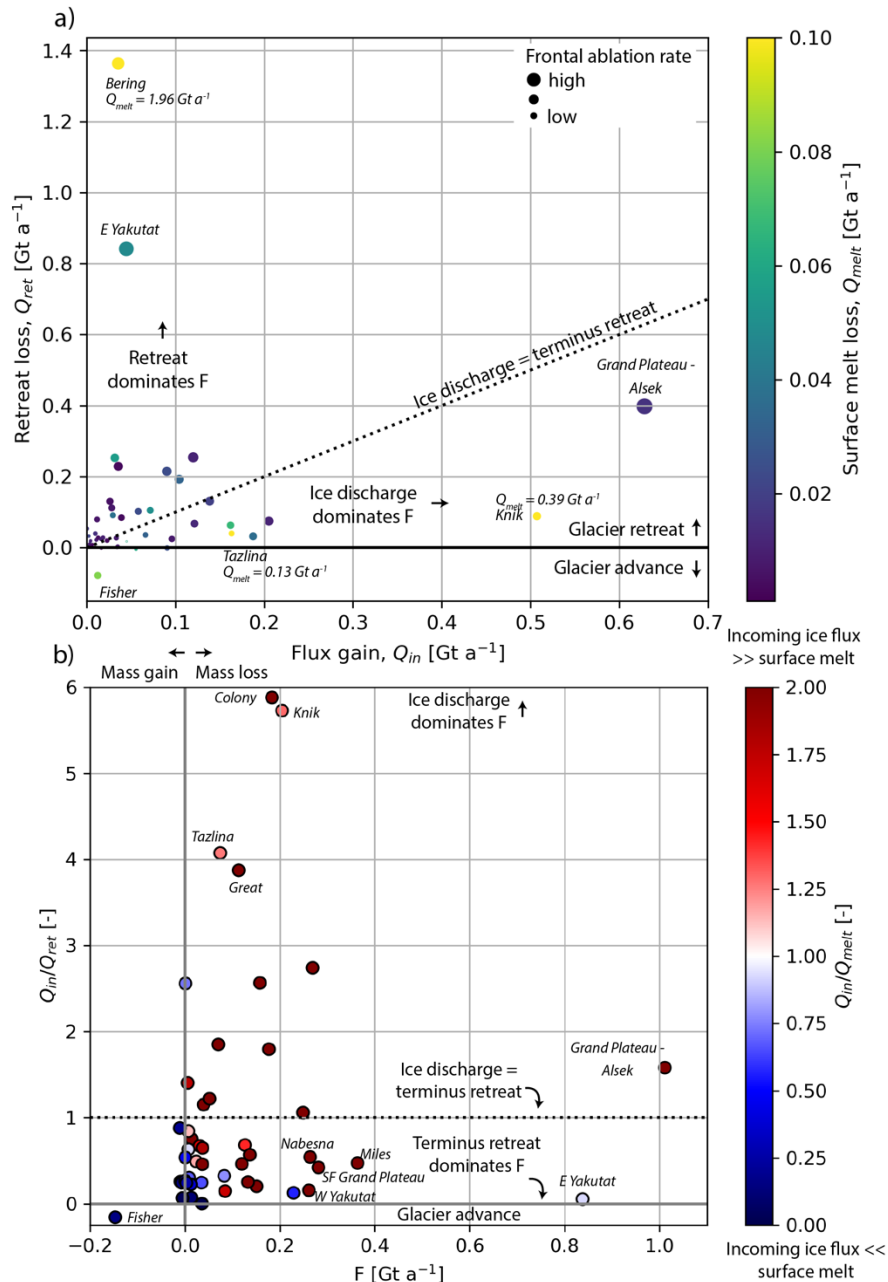 a)
1.4
1.2
1.0
0.8
0.6
0.4
0.2
0.0
Retreat loss, Q_ret [Gt a⁻¹]
Bering
Q_melt = 1.96 Gt a⁻¹
Frontal ablation rate
high
low
E Yakutat
Retreat
dominates F
Ice discharge = terminus retreat
Grand Plateau -
Alsek
Ice discharge
dominates F
Q_melt = 0.39 Gt a⁻¹
Knik
Glacier retreat
Tazlina
Q_melt = 0.13 Gt a⁻¹
Glacier advance
Fisher
0.0 0.1 0.2 0.3 0.4 0.5 0.6 0.7
Flux gain, Q_in [Gt a⁻¹]
0.10
0.08
0.06
0.04
0.02
Surface melt loss, Q_melt [Gt a⁻¹]
b)
Mass gain
Mass loss
Incoming ice flux
>> surface melt
6
5
4
3
2
1
0
Q_in/Q_ret [-]
Colony
Knik
Ice discharge
dominates F
Tazlina
Great
Grand Plateau -
Alsek
Ice discharge =
terminus retreat
Nabesna
Miles
Terminus retreat
dominates F
SF Grand Plateau
W Yakutat
E Yakutat
Fisher
Glacier advance
−0.2 0.0 0.2 0.4 0.6 0.8 1.0
F [Gt a⁻¹]
2.00
1.75
1.50
1.25
1.00
0.75
0.50
0.25
0.00
Q_in/Q_melt [-]
Incoming ice flux <<
surface melt